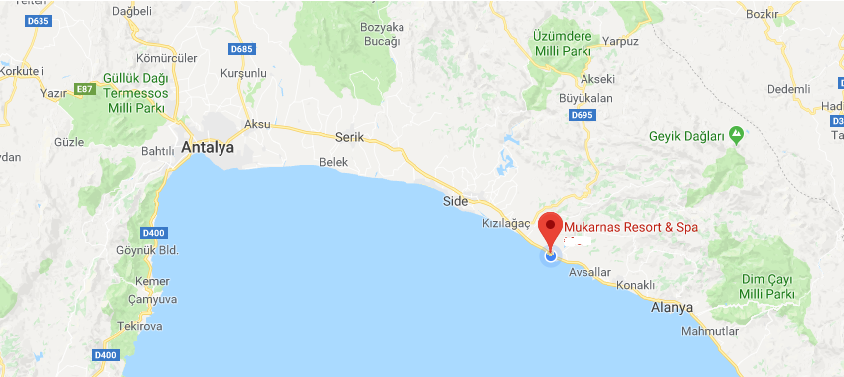 D635
Dağbeli
Bozkır
Bozyaka
Bucağı
Üzümdere
Milli Parkı
Yarpuz
Kömürcüler
D685
Korkuteli
Kurşunlu
Akseki
Güllük Dağı
Termessos
Milli Parkı
E87
Yazır
Büyükalan
Dedemli
D695
Aksu
Serik
Geyik Dağları
Güzle
Bahtılı
Antalya
Belek
Side
Kızılağaç
Mukarnas Resort & Spa
D400
Göynük Bld.
Avsallar
Kemer
Konaklı
Dim Çayı
Milli Parkı
Çamyuva
Alanya
Tekirova
Mahmutlar
D400